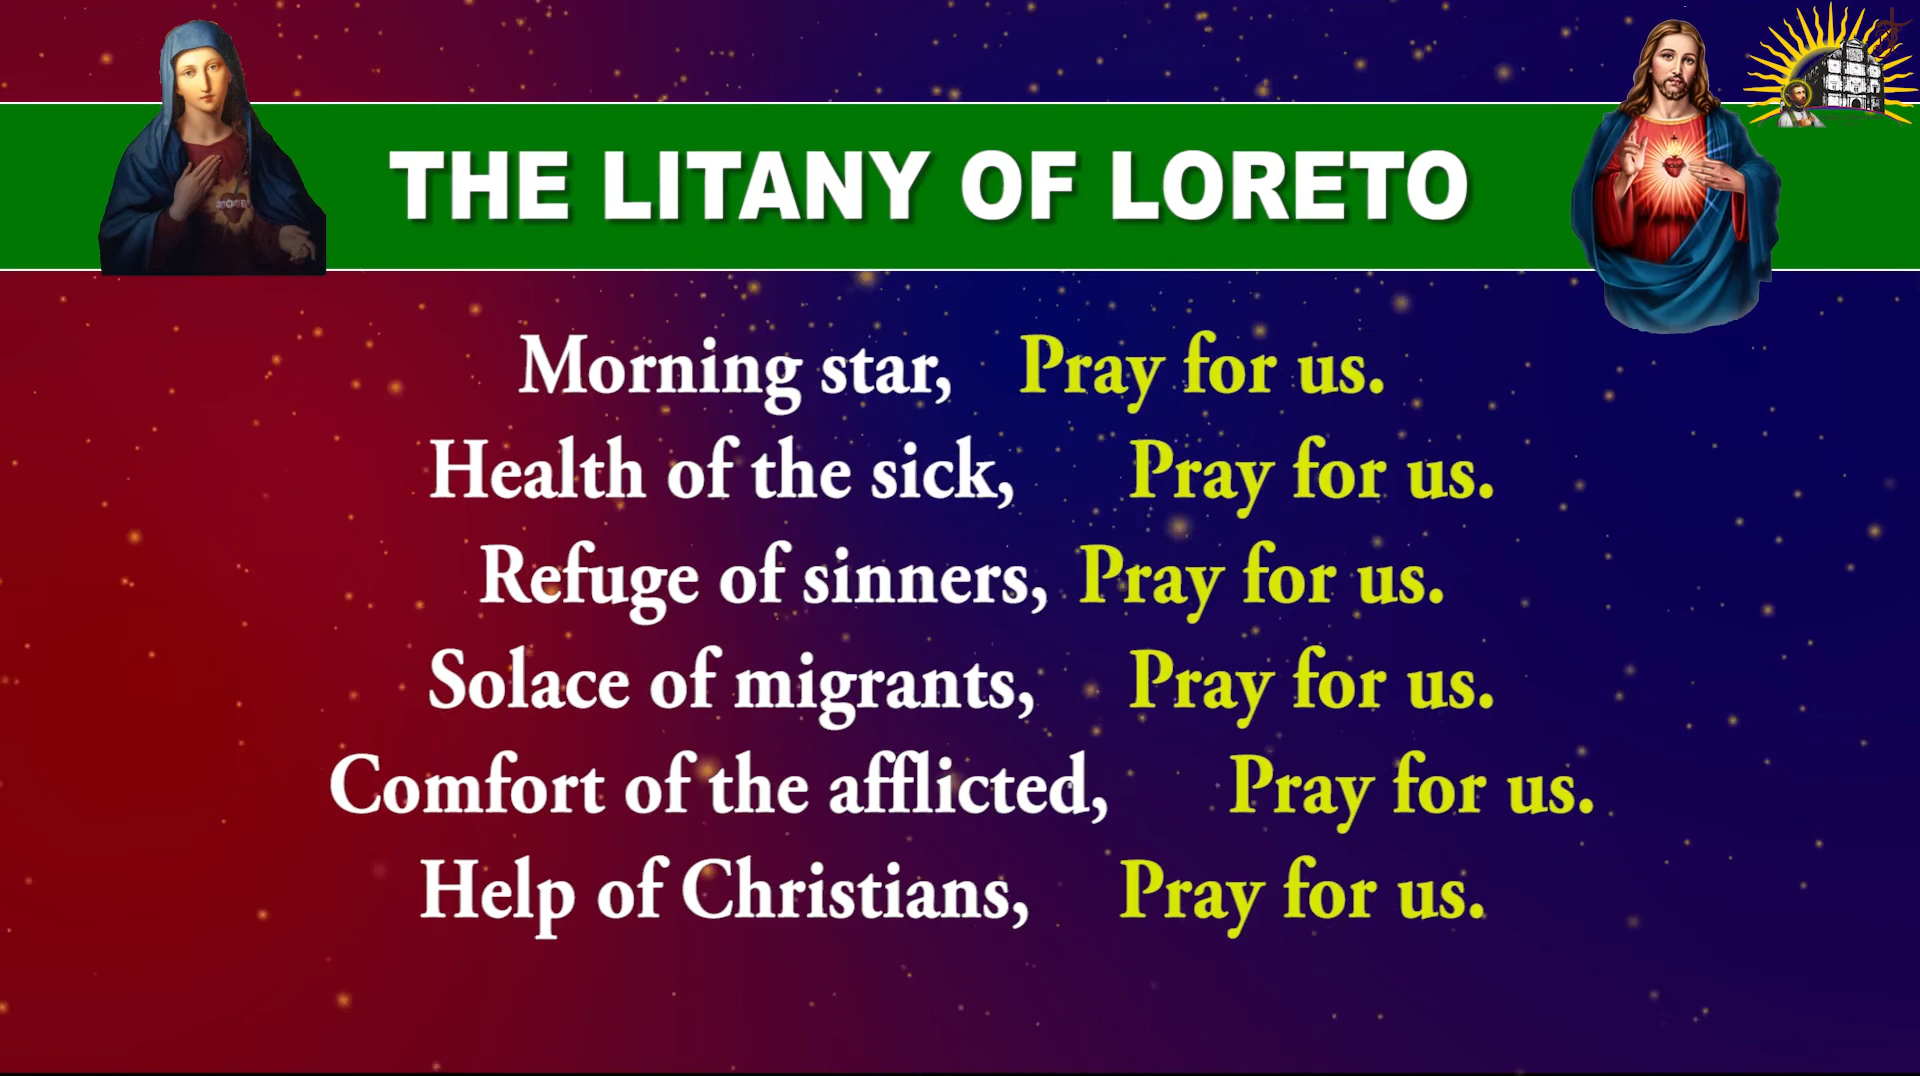 THE LITANY OF LORETO
Morning star, Pray for us.
Health of the sick, Pray for us.
Refuge of sinners, Pray for us.
Solace of migrants, Pray for us.
Comfort of the afflicted, Pray for us.
Help of Christians, Pray for us.